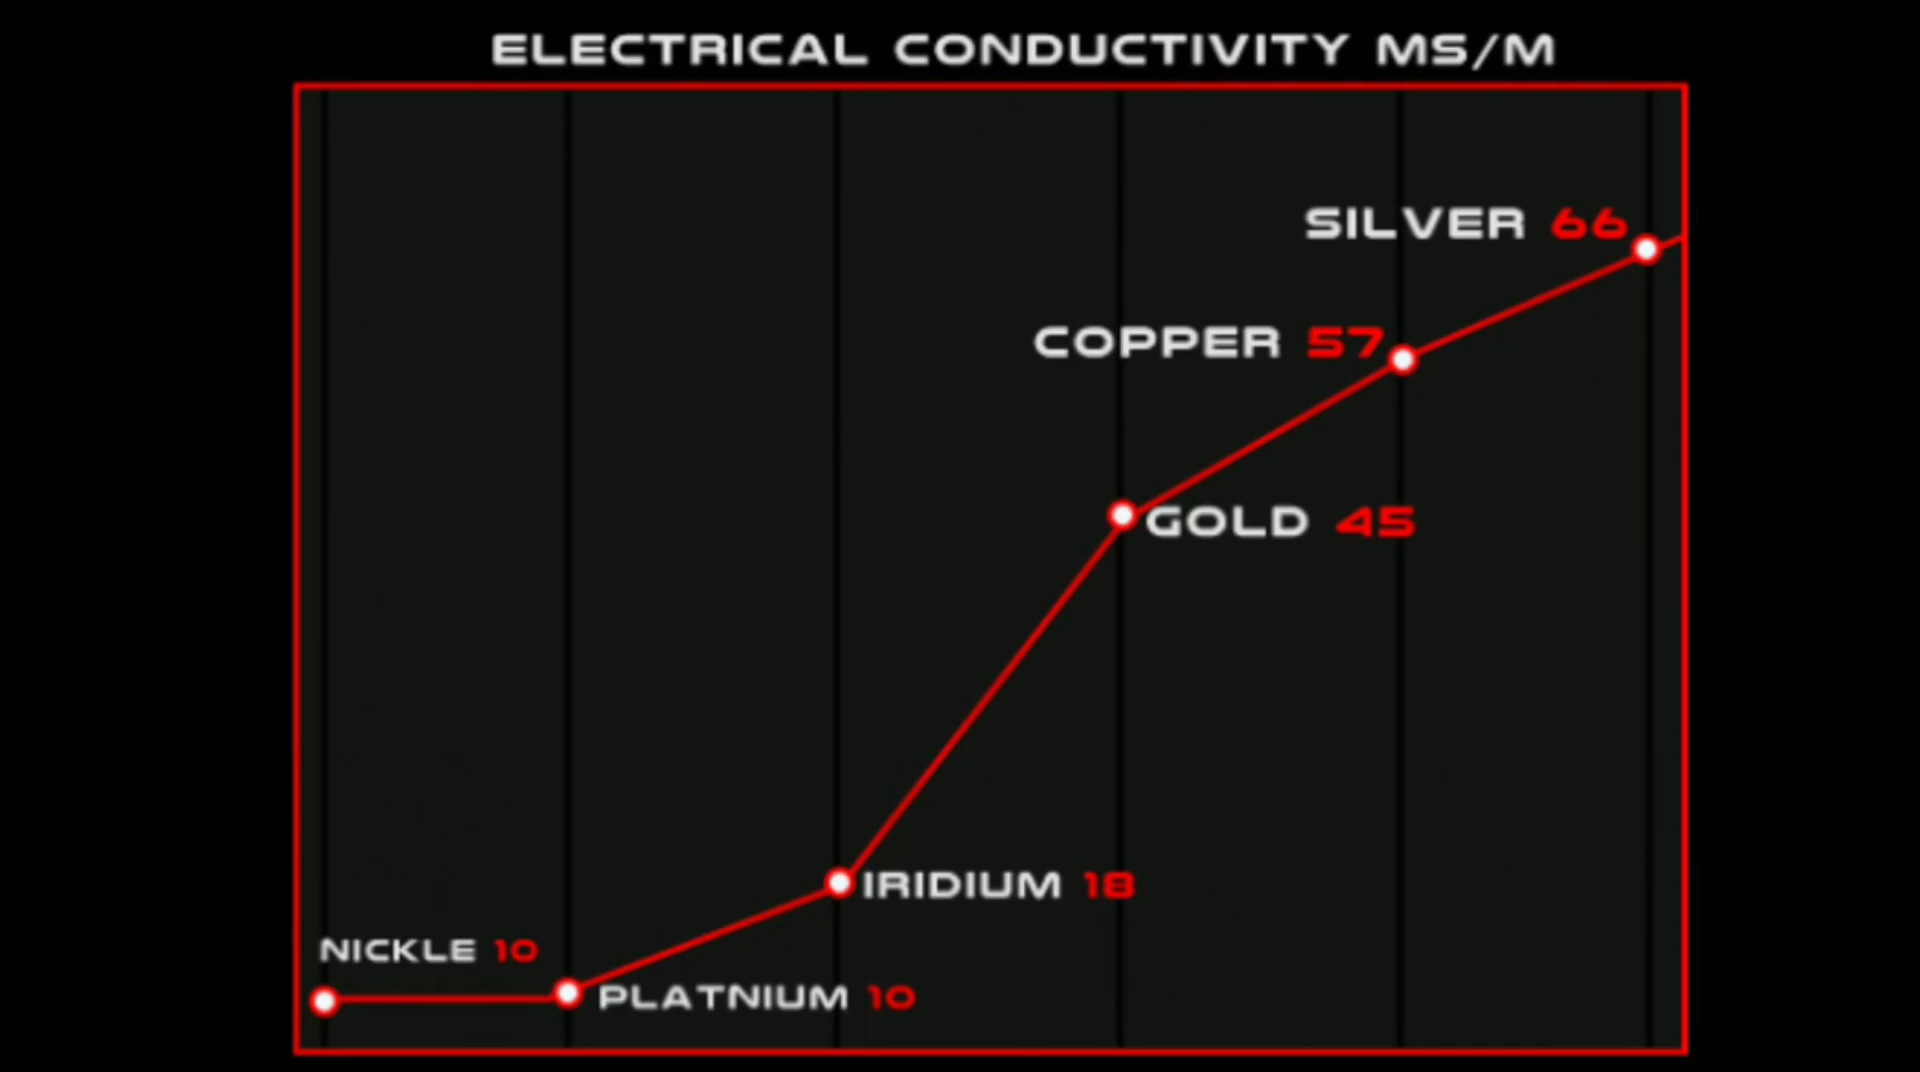 ELECTRICAL CONDUCTIVITY MS/M
SILVER 66
COPPER 57
GOLD 45
IRIDIUM 18
NICKLE 10
PLATNIUM 10